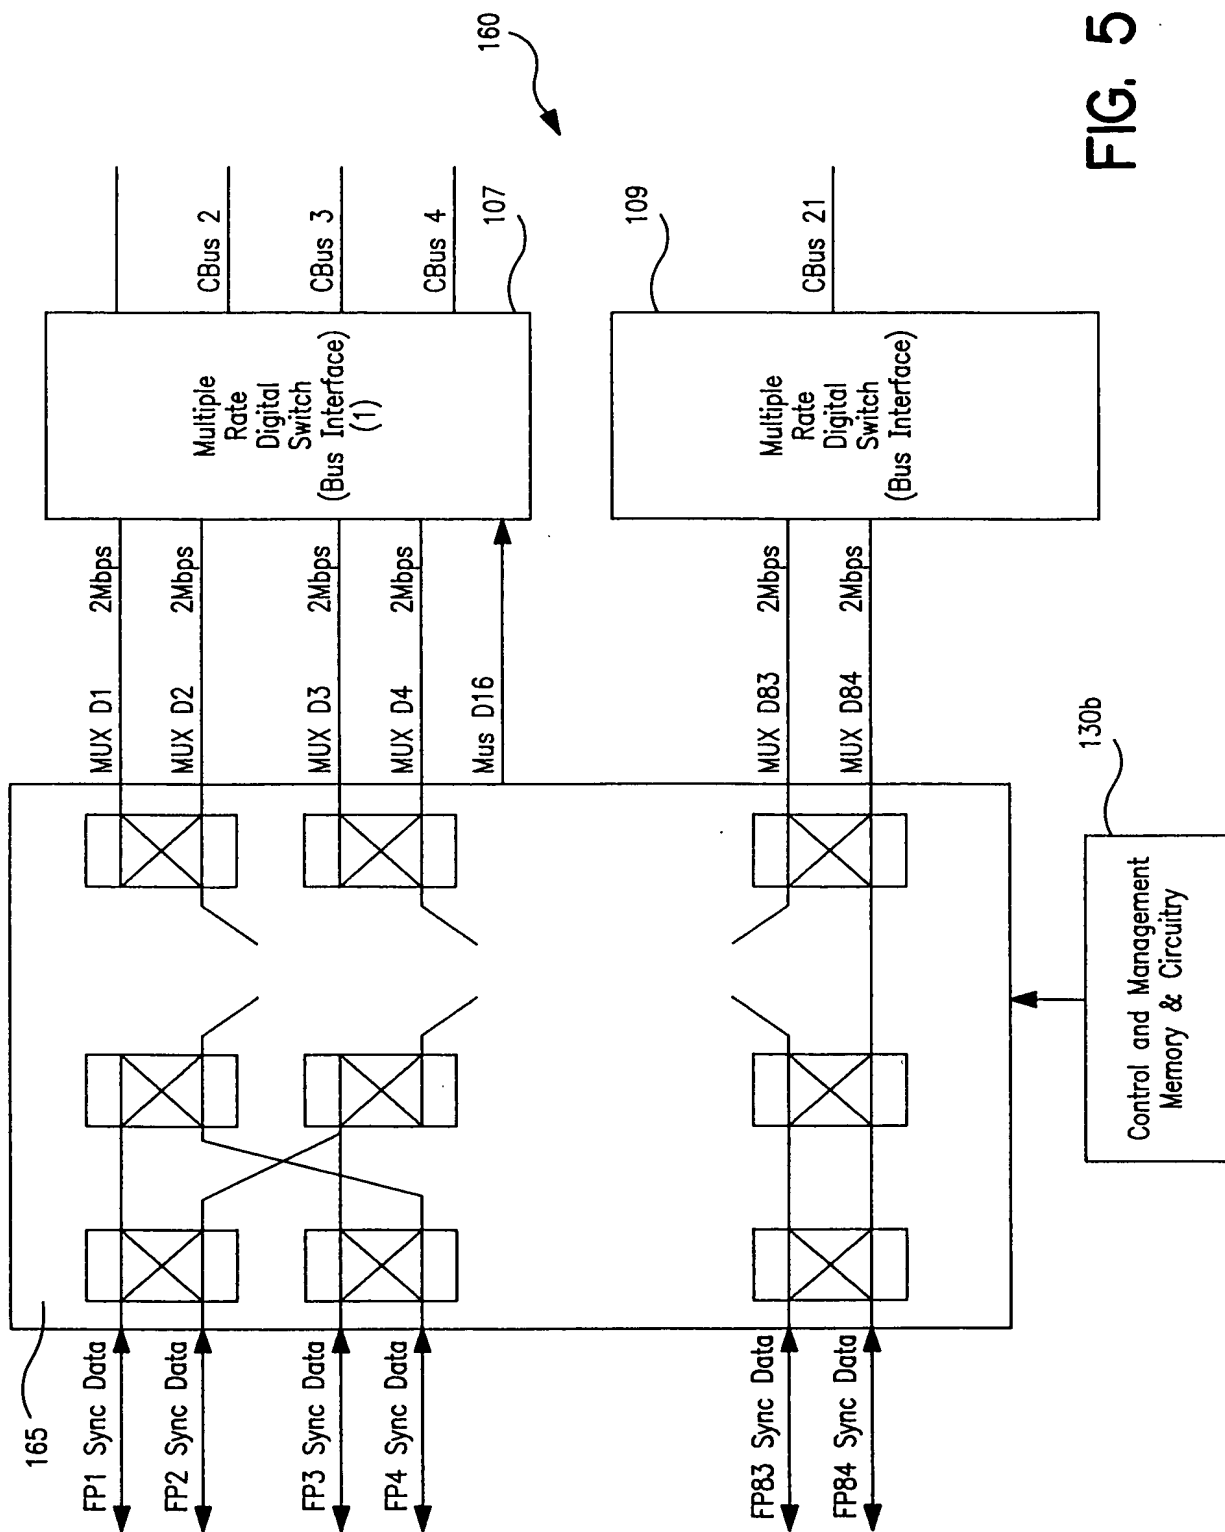 160
165
FP1 Sync Data
FP2 Sync Data
FP3 Sync Data
FP4 Sync Data
FP83 Sync Data
FP84 Sync Data
MUX D1 2Mbps
MUX D2 2Mbps
MUX D3 2Mbps
MUX D4 2Mbps
Mus D16
MUX D83 2Mbps
MUX D84 2Mbps
Multiple
Rate
Digital
Switch
(Bus Interface)
(1)
CBus 2
CBus 3
CBus 4
107
Multiple
Rate
Digital
Switch
(Bus Interface)
109
CBus 21
Control and Management
Memory & Circuitry
130b
FIG. 5